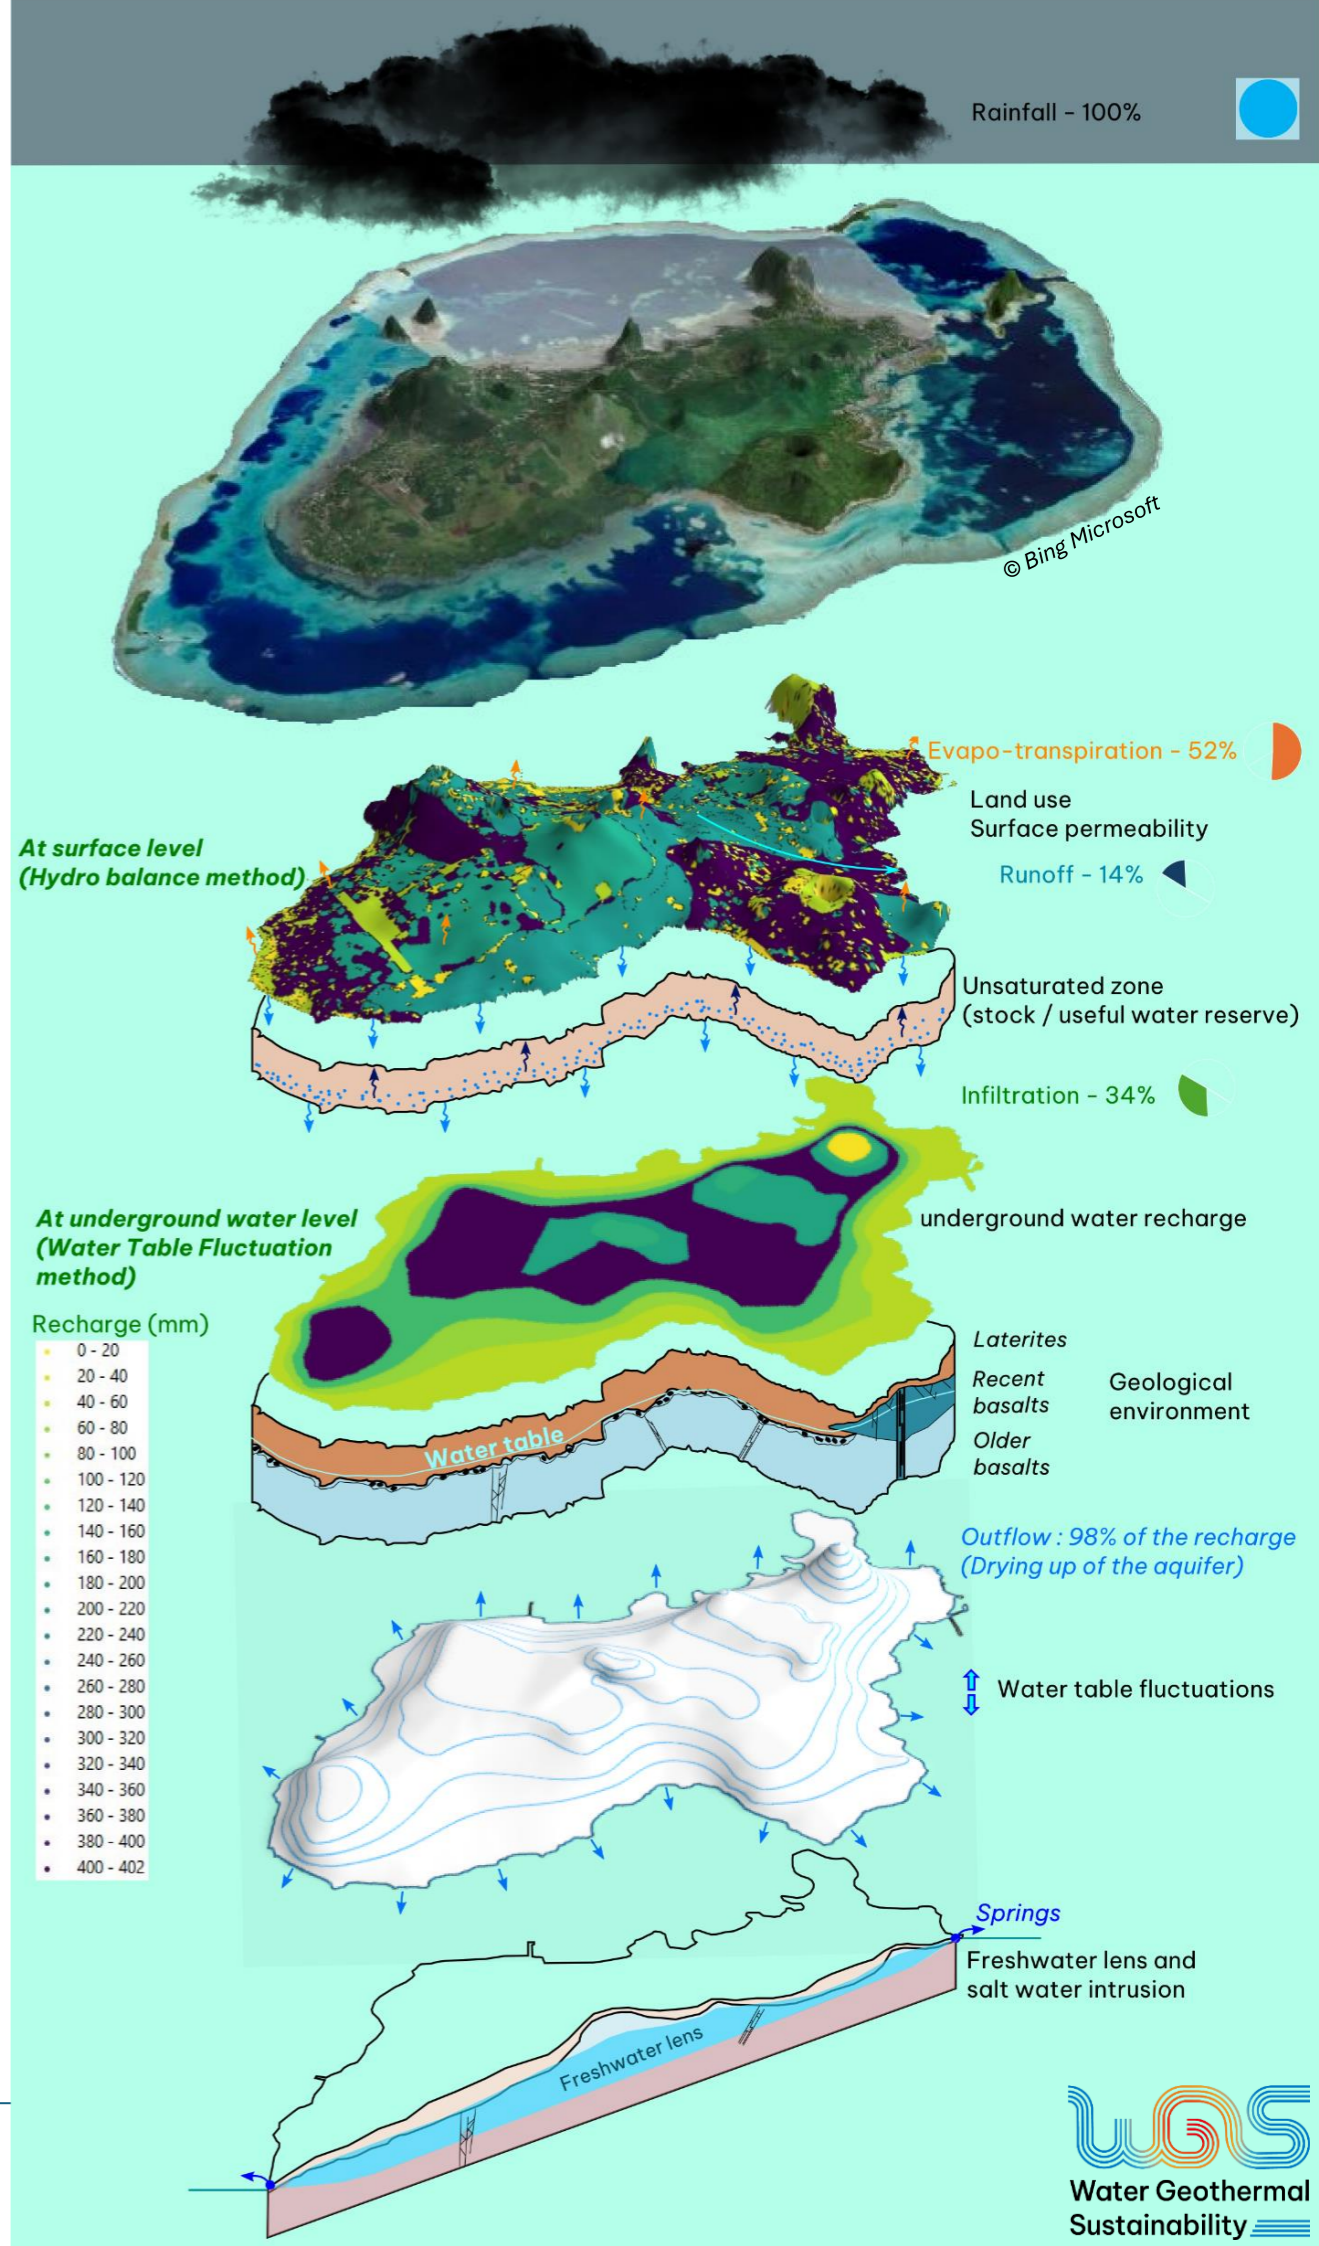 Rainfall - 100%
© Bing Microsoft
Evapo-transpiration - 52%
Land use
Surface permeability
At surface level
(Hydro balance method)
Runoff - 14%
Unsaturated zone
(stock / useful water reserve)
Infiltration - 34%
At underground water level
(Water Table Fluctuation
method)
underground water recharge
Recharge (mm)
0 - 20
20 - 40
40 - 60
60 - 80
80 - 100
100 - 120
120 - 140
140 - 160
160 - 180
180 - 200
200 - 220
220 - 240
240 - 260
260 - 280
280 - 300
300 - 320
320 - 340
340 - 360
360 - 380
380 - 400
400 - 402
Laterites
Recent
basalts
Geological
environment
Older
basalts
Water table
Outflow : 98% of the recharge
(Drying up of the aquifer)
Water table fluctuations
Springs
Freshwater lens and
salt water intrusion
Freshwater lens
WGS
Water Geothermal
Sustainability